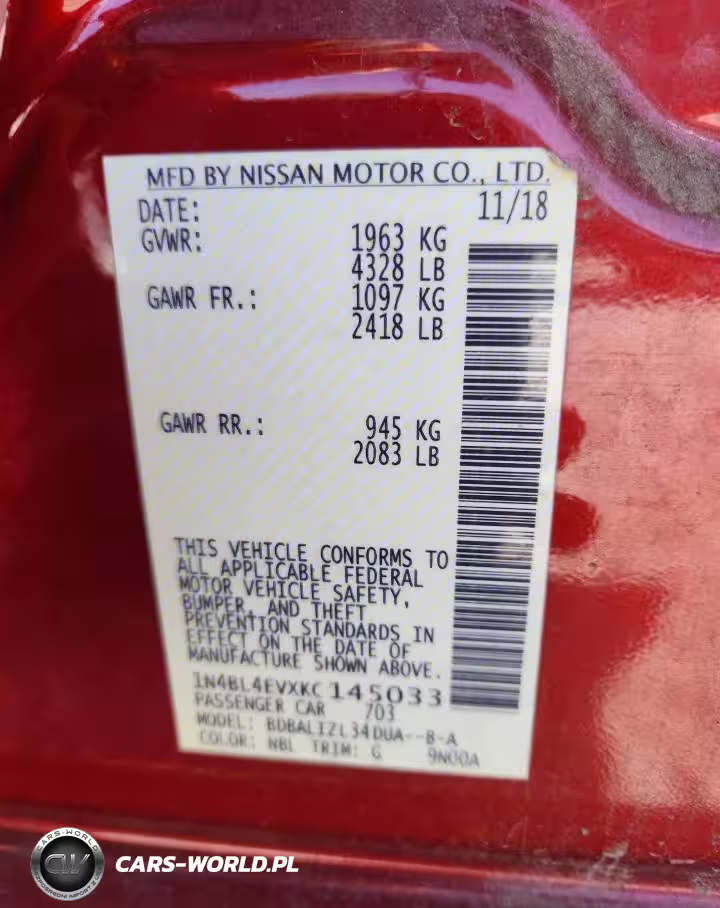 MFD BY NISSAN MOTOR CO., LTD.
DATE: 11/18
GVWR: 1963 KG
4328 LB
GAWR FR.: 1097 KG
2418 LB
GAWR RR.: 945 KG
2083 LB
THIS VEHICLE CONFORMS TO
ALL APPLICABLE FEDERAL
MOTOR VEHICLE SAFETY,
BUMPER, AND THEFT
PREVENTION STANDARDS IN
EFFECT ON THE DATE OF
MANUFACTURE SHOWN ABOVE.
1N4BL4EVXKC145033
PASSENGER CAR 703
MODEL: BDBALIZL34DUA--B-A
COLOR: NBL TRIM: G 9N00A
CARS-WORLD
CW
CARS-WORLD.PL